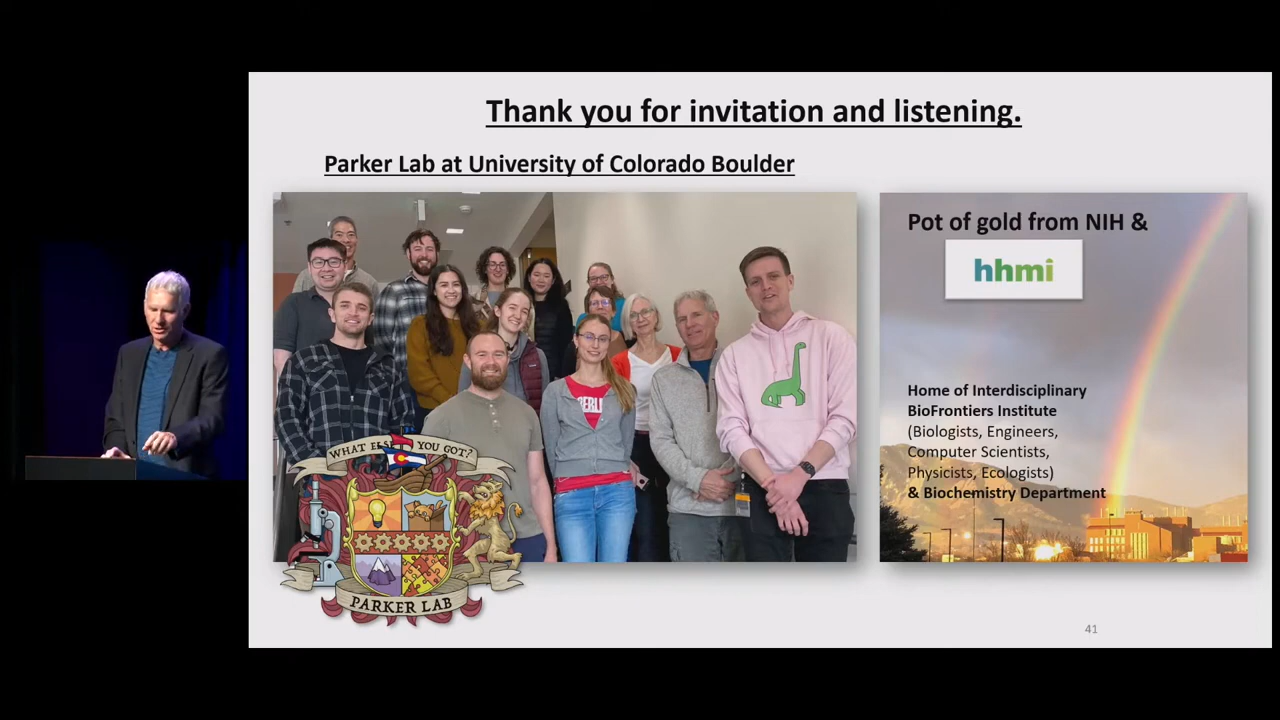 Thank you for invitation and listening.
Parker Lab at University of Colorado Boulder
Pot of gold from NIH &
hhmi
Home of Interdisciplinary
BioFrontiers Institute
(Biologists, Engineers,
Computer Scientists,
Physicists, Ecologists)
& Biochemistry Department
WHAT ELSE YOU GOT?
PARKER LAB
41